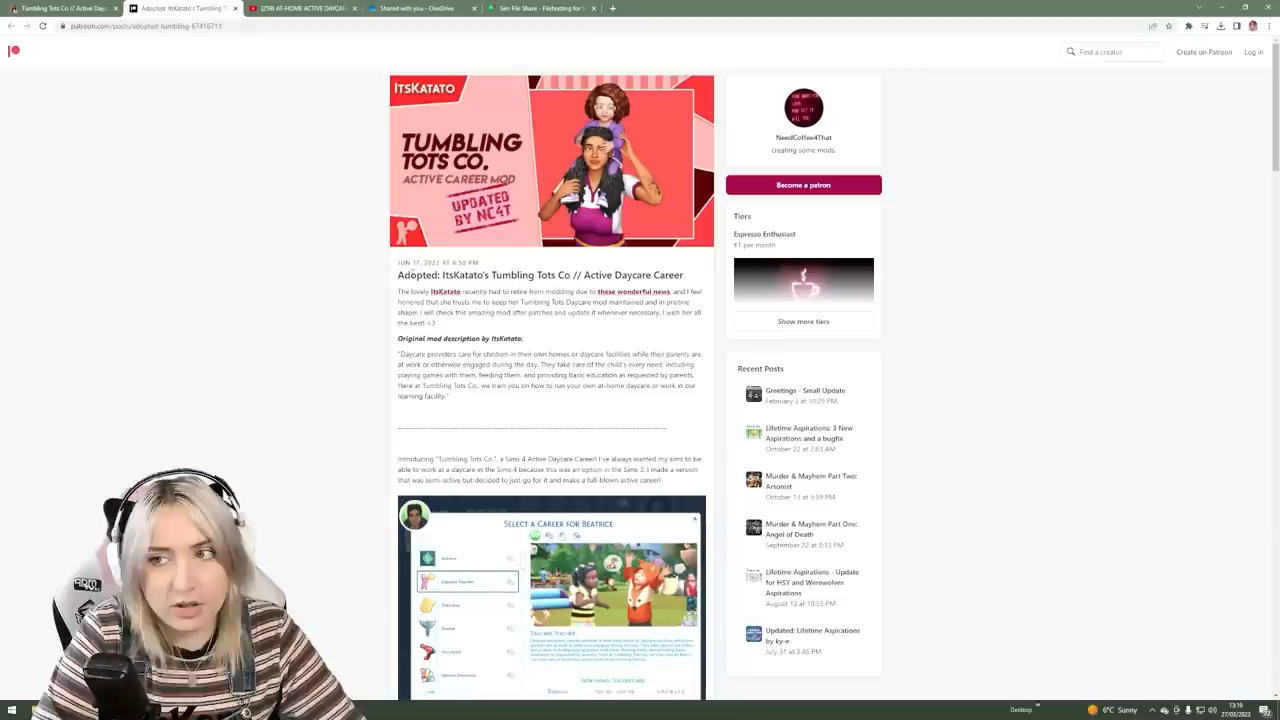 Tumbling Tots Co // Active Dayc
Adopted: ItsKatato's Tumbling T
(259) AT-HOME ACTIVE DAYCAR
Shared with you - OneDrive
Sim File Share - Filehosting for S
patreon.com/posts/adopted-tumbling-67416711
Find a creator
Create on Patreon
Log in
ITSKATATO
TUMBLING
TOTS CO.
ACTIVE CAREER MOD
UPDATED
BY NC4T
NeedCoffee4That
creating some mods.
Become a patron
Tiers
Espresso Enthusiast
€1 per month
Show more tiers
JUN 17, 2022 AT 8:50 PM
Adopted: ItsKatato's Tumbling Tots Co // Active Daycare Career
The lovely ItsKatato recently had to retire from modding due to these wonderful news, and I feel
honored that she trusts me to keep her Tumbling Tots Daycare mod maintained and in pristine
shape! I will check this amazing mod after patches and update it whenever necessary. I wish her all
the best! <3
Original mod description by ItsKatato:
"Daycare providers care for children in their own homes or daycare facilities while their parents are
at work or otherwise engaged during the day. They take care of the child's every need, including
playing games with them, feeding them, and providing basic education as requested by parents.
Here at Tumbling Tots Co., we train you on how to run your own at-home daycare or work in our
learning facility."
------------------------------------------------------------
Introducing "Tumbling Tots Co.", a Sims 4 Active Daycare Career! I've always wanted my sims to be
able to work at a daycare in the Sims 4 because this was an option in the Sims 3. I made a version
that was semi-active but decided to just go for it and make a full-blown active career!
Select a Career for Beatrice
Daycare Teacher
Detective
Doctor
Daycare Teacher
Recent Posts
Greetings - Small Update
February 3 at 10:29 PM
Lifetime Aspirations: 3 New
Aspirations and a bugfix
October 22 at 2:03 AM
Murder & Mayhem Part Two:
Arsonist
October 13 at 9:59 PM
Murder & Mayhem Part One:
Angel of Death
September 22 at 8:15 PM
Lifetime Aspirations - Update
for HSY and Werewolves
Aspirations
August 13 at 10:55 PM
Updated: Lifetime Aspirations
by ky-e
July 31 at 3:46 PM
Desktop
6°C Sunny
13:19
27/03/2023